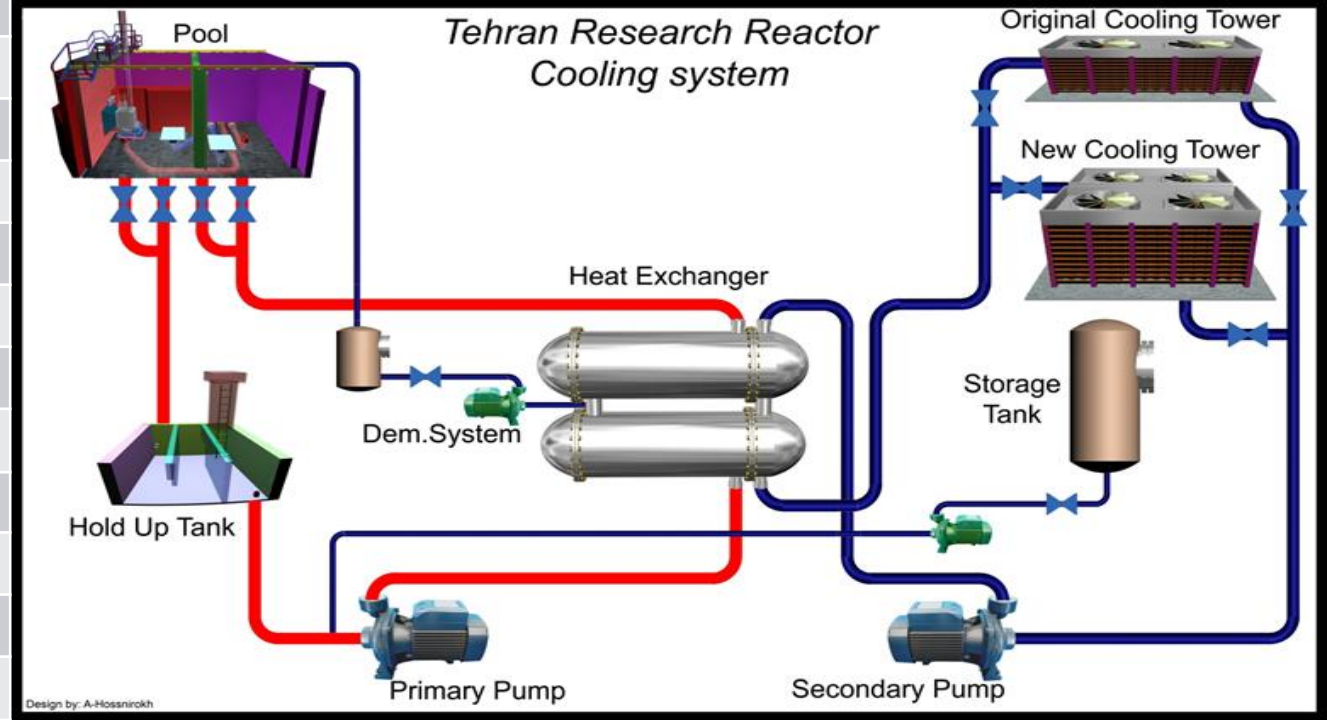 Tehran Research Reactor
Cooling system
Pool
Original Cooling Tower
New Cooling Tower
Heat Exchanger
Storage
Tank
Dem.System
Hold Up Tank
Primary Pump
Secondary Pump
Design by: A-Hossnirokh